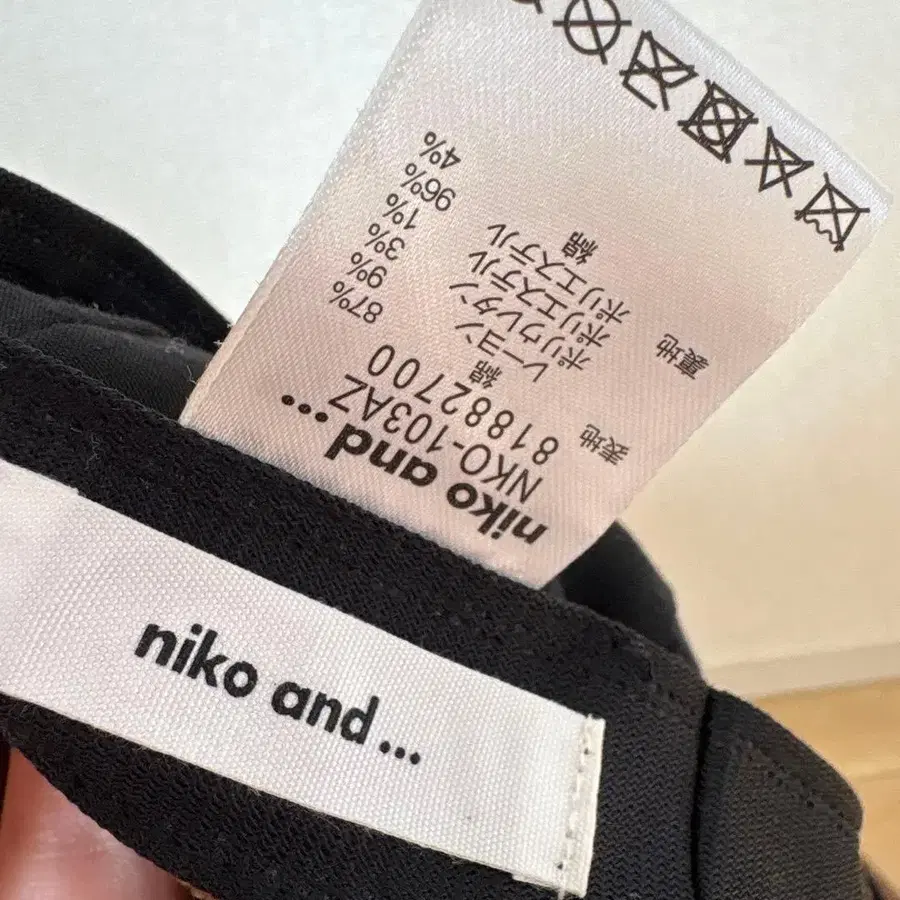 niko and ...
NKO-103AZ
81882700
表地 綿 87%
レーヨン 9%
ポリウレタン 3%
ポリエステル 1%
裏地 ポリエステル 96%
綿 4%
niko and ...